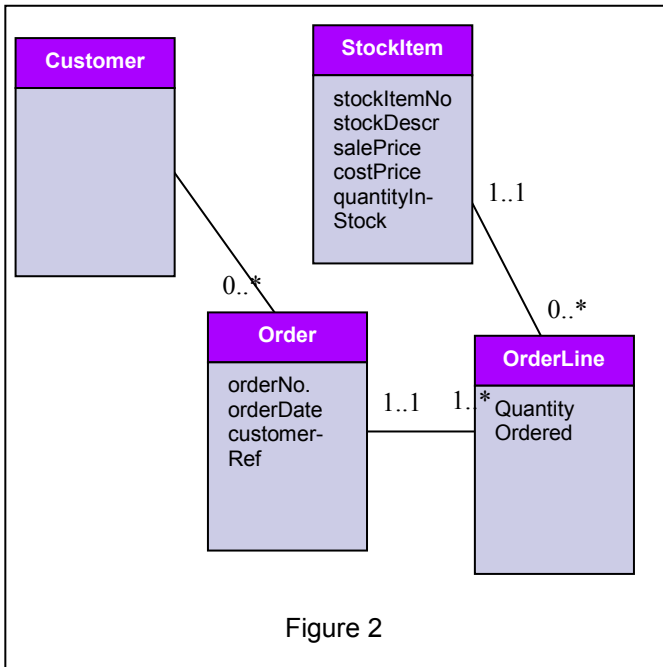 Customer
StockItem
stockItemNo
stockDescr
salePrice
costPrice
quantityIn-
Stock
1..1
0..*
0..*
Order
orderNo.
orderDate
customer-
Ref
1..1
1..*
OrderLine
Quantity
Ordered
Figure 2